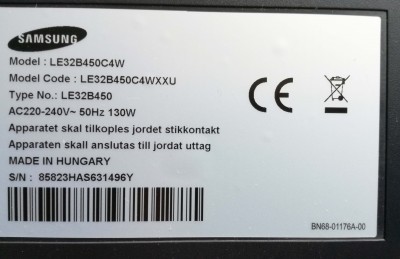 SAMSUNG
Model : LE32B450C4W
Model Code : LE32B450C4WXXU
Type No.: LE32B450
AC220-240V~ 50Hz 130W
Apparatet skal tilkoples jordet stikkontakt
Apparaten skall anslutas till jordat uttag
MADE IN HUNGARY
S/N : 85823HAS631496Y
CE
BN68-01176A-00